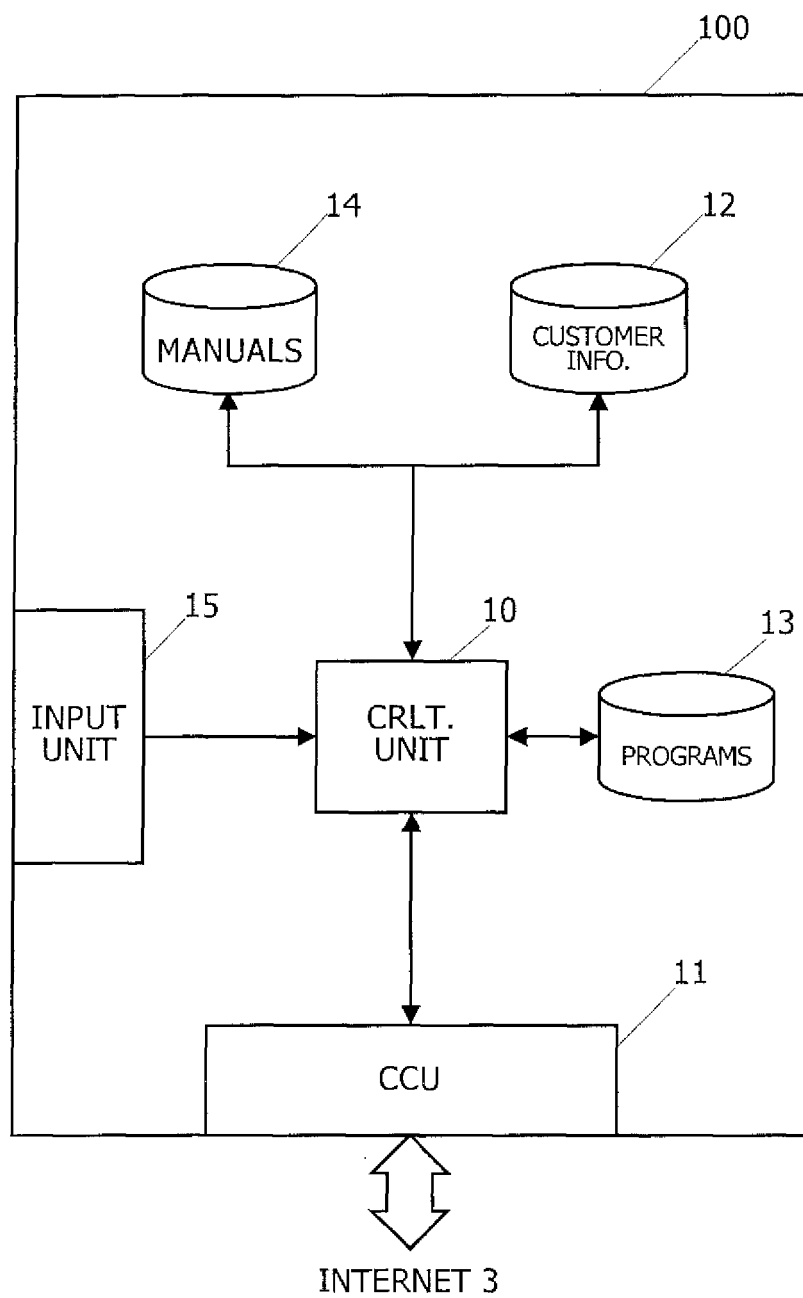 100
14
12
MANUALS
CUSTOMER
INFO.
15
10
13
INPUT
UNIT
CRLT.
UNIT
PROGRAMS
11
CCU
INTERNET 3